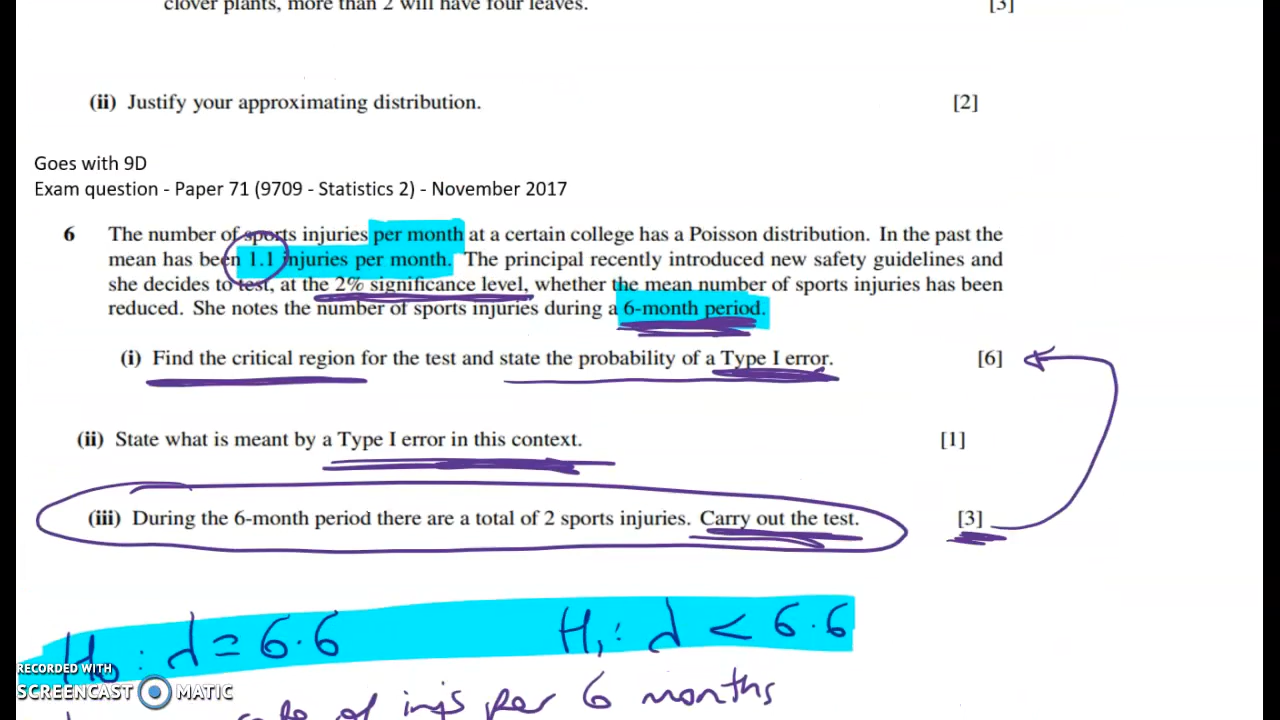 clover plants, more than 2 will have four leaves. [3]
(ii) Justify your approximating distribution. [2]
Goes with 9D
Exam question - Paper 71 (9709 - Statistics 2) - November 2017
6 The number of sports injuries per month at a certain college has a Poisson distribution. In the past the
mean has been 1.1 injuries per month. The principal recently introduced new safety guidelines and
she decides to test, at the 2% significance level, whether the mean number of sports injuries has been
reduced. She notes the number of sports injuries during a 6-month period.
(i) Find the critical region for the test and state the probability of a Type I error. [6]
(ii) State what is meant by a Type I error in this context. [1]
(iii) During the 6-month period there are a total of 2 sports injuries. Carry out the test. [3]
H₀ : λ = 6.6 H₁ : λ < 6.6
of injs per 6 months
RECORDED WITH
SCREENCAST MATIC